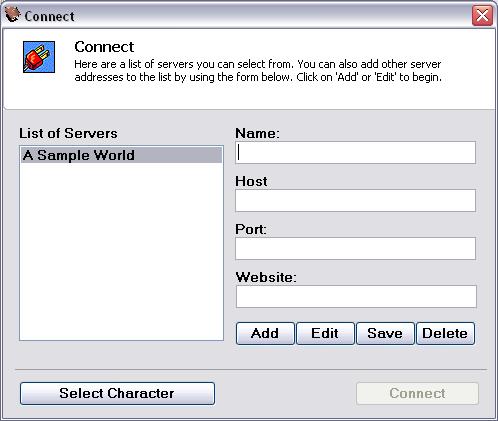 Connect
Connect
Here are a list of servers you can select from. You can also add other server
addresses to the list by using the form below. Click on 'Add' or 'Edit' to begin.
List of Servers
A Sample World
Name:
Host
Port:
Website:
Add Edit Save Delete
Select Character
Connect